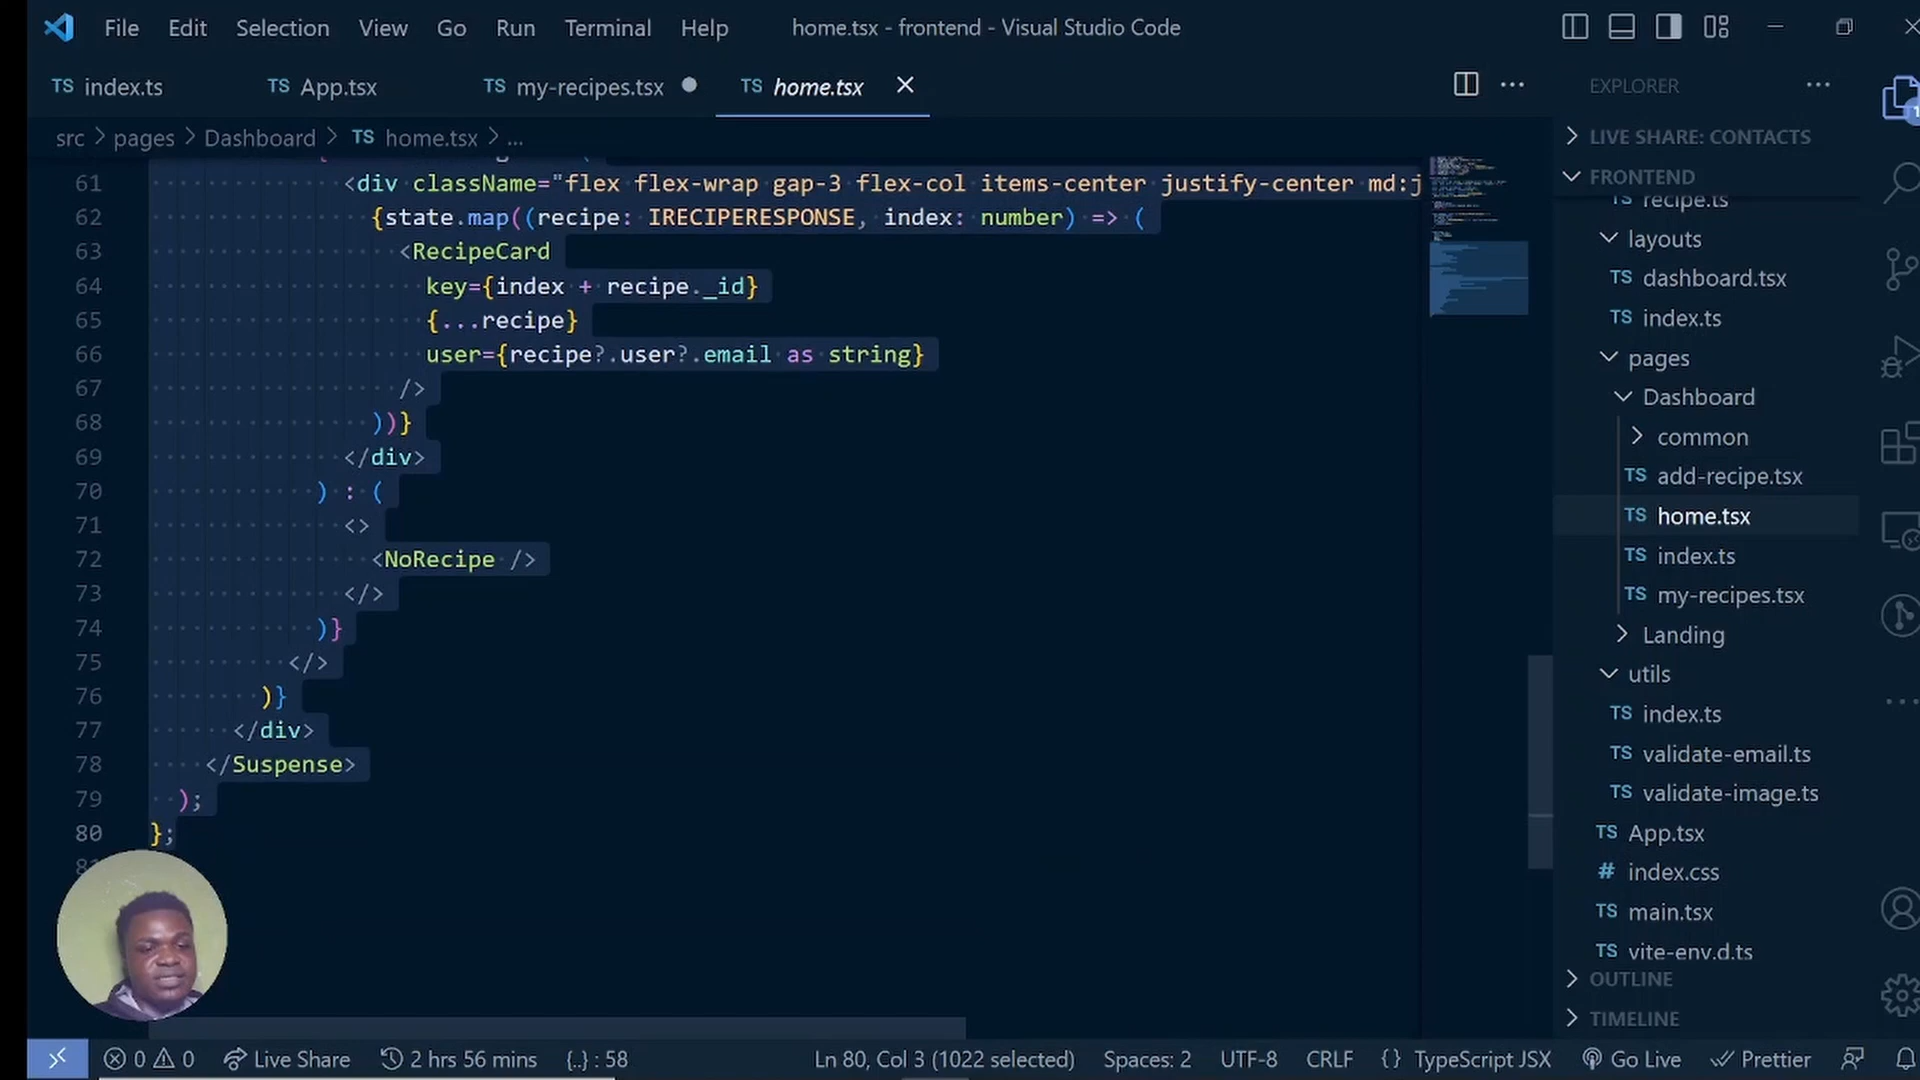 File Edit Selection View Go Run Terminal Help home.tsx - frontend - Visual Studio Code
TS index.ts TS App.tsx TS my-recipes.tsx TS home.tsx
src > pages > Dashboard > TS home.tsx > ...
61 <div className="flex flex-wrap gap-3 flex-col items-center justify-center md:j
62 {state.map((recipe: IRECIPERESPONSE, index: number) => (
63 <RecipeCard
64 key={index + recipe._id}
65 {...recipe}
66 user={recipe?.user?.email as string}
67 />
68 ))}
69 </div>
70 ) : (
71 <>
72 <NoRecipe />
73 </>
74 )}
75 </>
76 )}
77 </div>
78 </Suspense>
79 );
80 };
EXPLORER
LIVE SHARE: CONTACTS
FRONTEND
recipe.ts
layouts
TS dashboard.tsx
TS index.ts
pages
Dashboard
common
TS add-recipe.tsx
TS home.tsx
TS index.ts
TS my-recipes.tsx
Landing
utils
TS index.ts
TS validate-email.ts
TS validate-image.ts
TS App.tsx
# index.css
TS main.tsx
TS vite-env.d.ts
OUTLINE
TIMELINE
0 0 Live Share 2 hrs 56 mins {..} : 58 Ln 80, Col 3 (1022 selected) Spaces: 2 UTF-8 CRLF {} TypeScript JSX Go Live Prettier